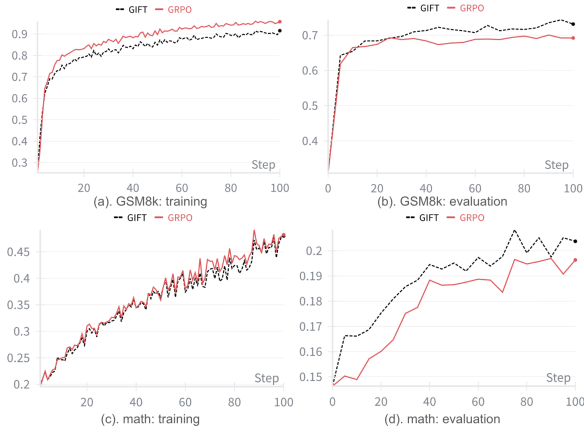 GIFT GRPO
0.9
0.8
0.7
0.6
0.5
0.4
0.3
Step
20 40 60 80 100
(a). GSM8k: training
GIFT GRPO
0.7
0.6
0.5
0.4
Step
0 20 40 60 80 100
(b). GSM8k: evaluation
GIFT GRPO
0.45
0.4
0.35
0.3
0.25
0.2
Step
20 40 60 80 100
(c). math: training
GIFT GRPO
0.2
0.19
0.18
0.17
0.16
0.15
Step
0 20 40 60 80 100
(d). math: evaluation